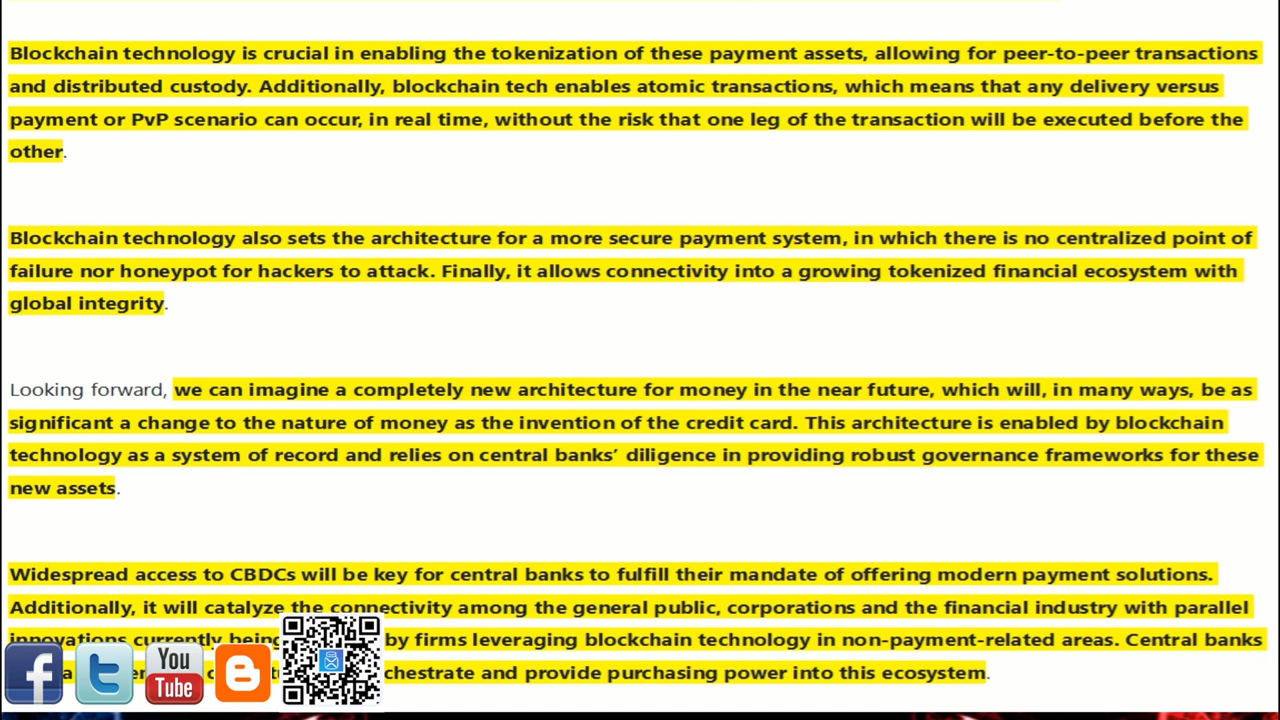 Blockchain technology is crucial in enabling the tokenization of these payment assets, allowing for peer-to-peer transactions
and distributed custody. Additionally, blockchain tech enables atomic transactions, which means that any delivery versus
payment or PvP scenario can occur, in real time, without the risk that one leg of the transaction will be executed before the
other.
Blockchain technology also sets the architecture for a more secure payment system, in which there is no centralized point of
failure nor honeypot for hackers to attack. Finally, it allows connectivity into a growing tokenized financial ecosystem with
global integrity.
Looking forward, we can imagine a completely new architecture for money in the near future, which will, in many ways, be as
significant a change to the nature of money as the invention of the credit card. This architecture is enabled by blockchain
technology as a system of record and relies on central banks’ diligence in providing robust governance frameworks for these
new assets.
Widespread access to CBDCs will be key for central banks to fulfill their mandate of offering modern payment solutions.
Additionally, it will catalyze the connectivity among the general public, corporations and the financial industry with parallel
innovations currently being by firms leveraging blockchain technology in non-payment-related areas. Central banks
and provide purchasing power into this ecosystem.
You
Tube